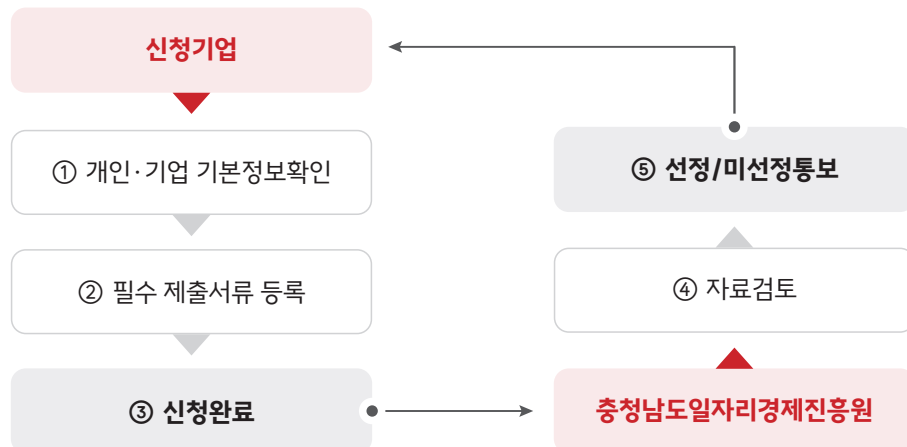 신청기업
① 개인·기업 기본정보확인
② 필수 제출서류 등록
③ 신청완료
충청남도일자리경제진흥원
④ 자료검토
⑤ 선정/미선정통보